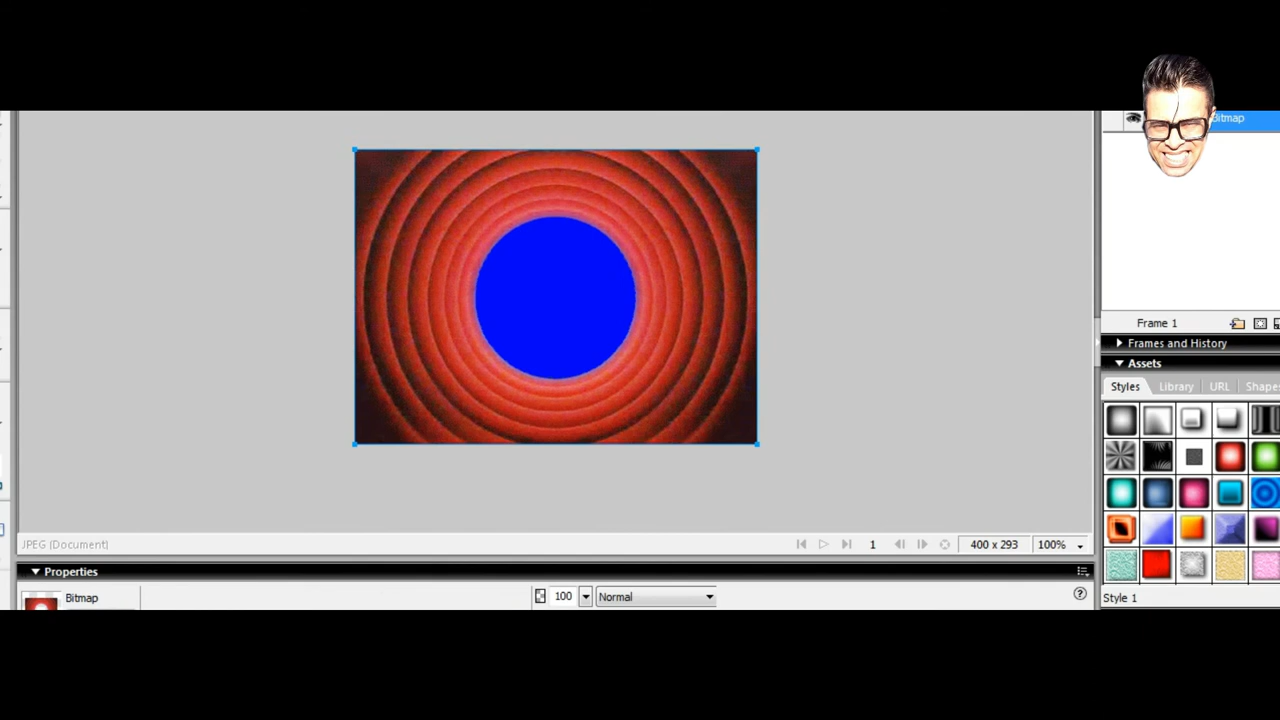 Bitmap
Frame 1
Frames and History
Assets
Styles Library URL Shapes
JPEG (Document)
1
400 x 293
100%
Properties
Bitmap
100
Normal
Style 1